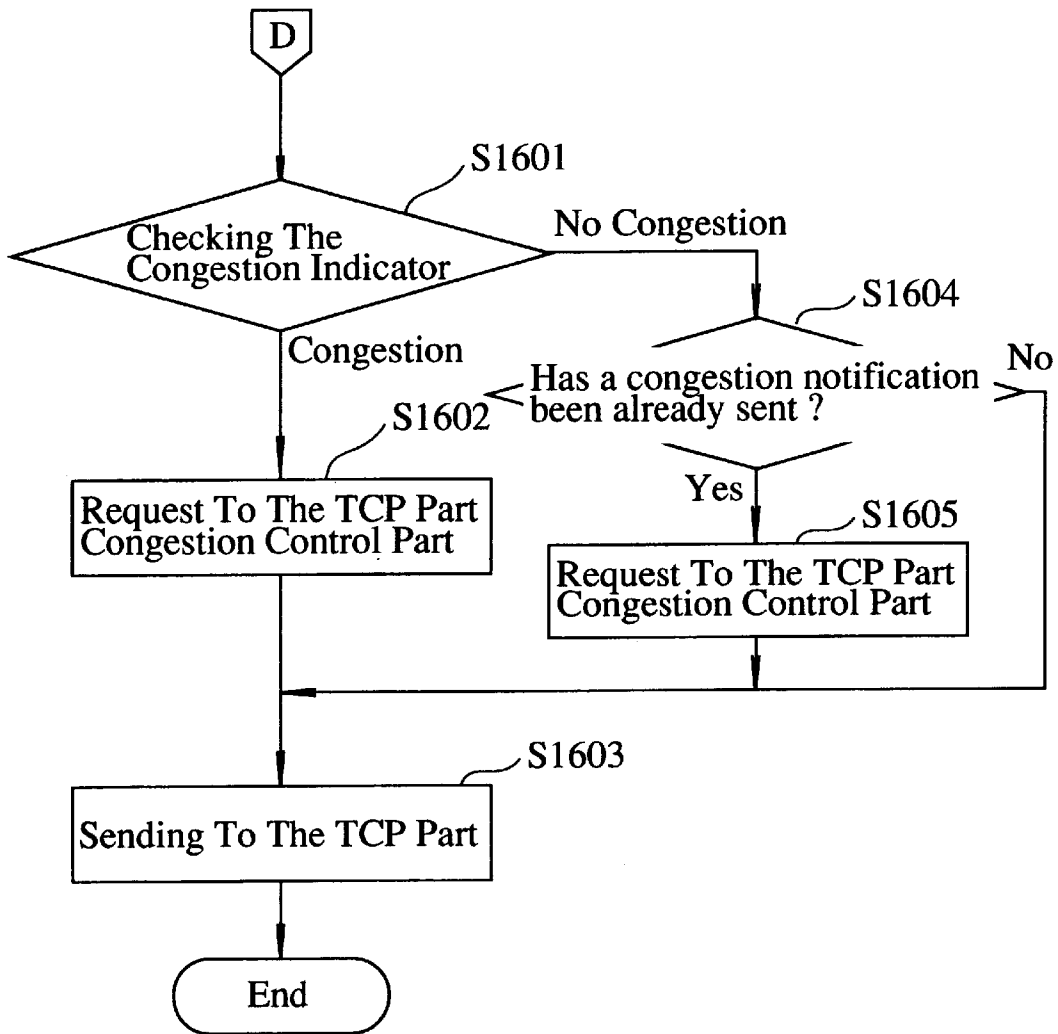 D
S1601
Checking The
Congestion Indicator
No Congestion
S1604
Congestion
Has a congestion notification
been already sent ?
No
S1602
Yes
Request To The TCP Part
Congestion Control Part
S1605
Request To The TCP Part
Congestion Control Part
S1603
Sending To The TCP Part
End